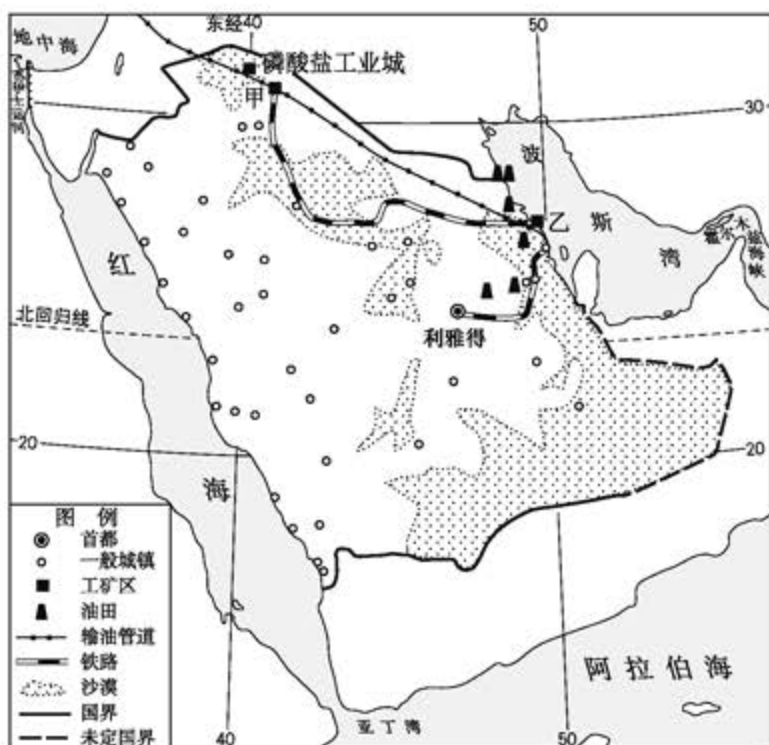 东经40
50
地中海
磷酸盐工业城
甲
30
30
波
斯
湾
乙
霍尔木
红
北回归线
利雅得
20
20
海
图 例
首都
一般城镇
工矿区
油田
输油管道
铁路
沙漠
国界
未定国界
阿拉伯海
亚丁湾
40
50